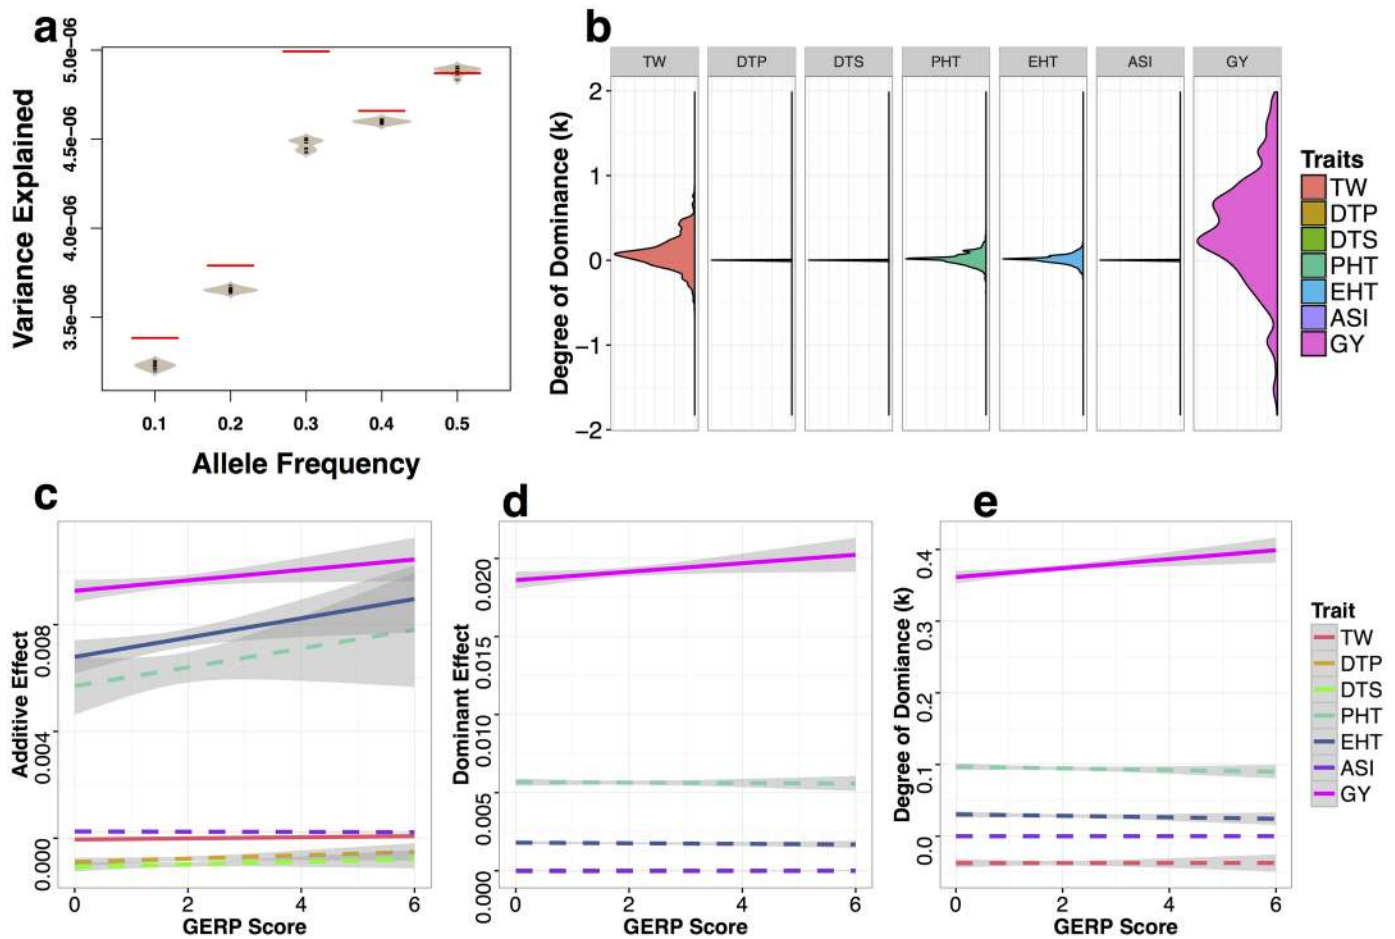 a
5.0e−06
4.5e−06
4.0e−06
3.5e−06
Variance Explained
0.1 0.2 0.3 0.4 0.5
Allele Frequency
b
TW DTP DTS PHT EHT ASI GY
2
1
0
−1
−2
Degree of Dominance (k)
Traits
TW
DTP
DTS
PHT
EHT
ASI
GY
c
0.008
0.004
0.000
Additive Effect
0 2 4 6
GERP Score
d
0.020
0.015
0.010
0.005
0.000
Dominant Effect
0 2 4 6
GERP Score
e
0.4
0.3
0.2
0.1
0.0
Degree of Domiance (k)
0 2 4 6
GERP Score
Trait
TW
DTP
DTS
PHT
EHT
ASI
GY